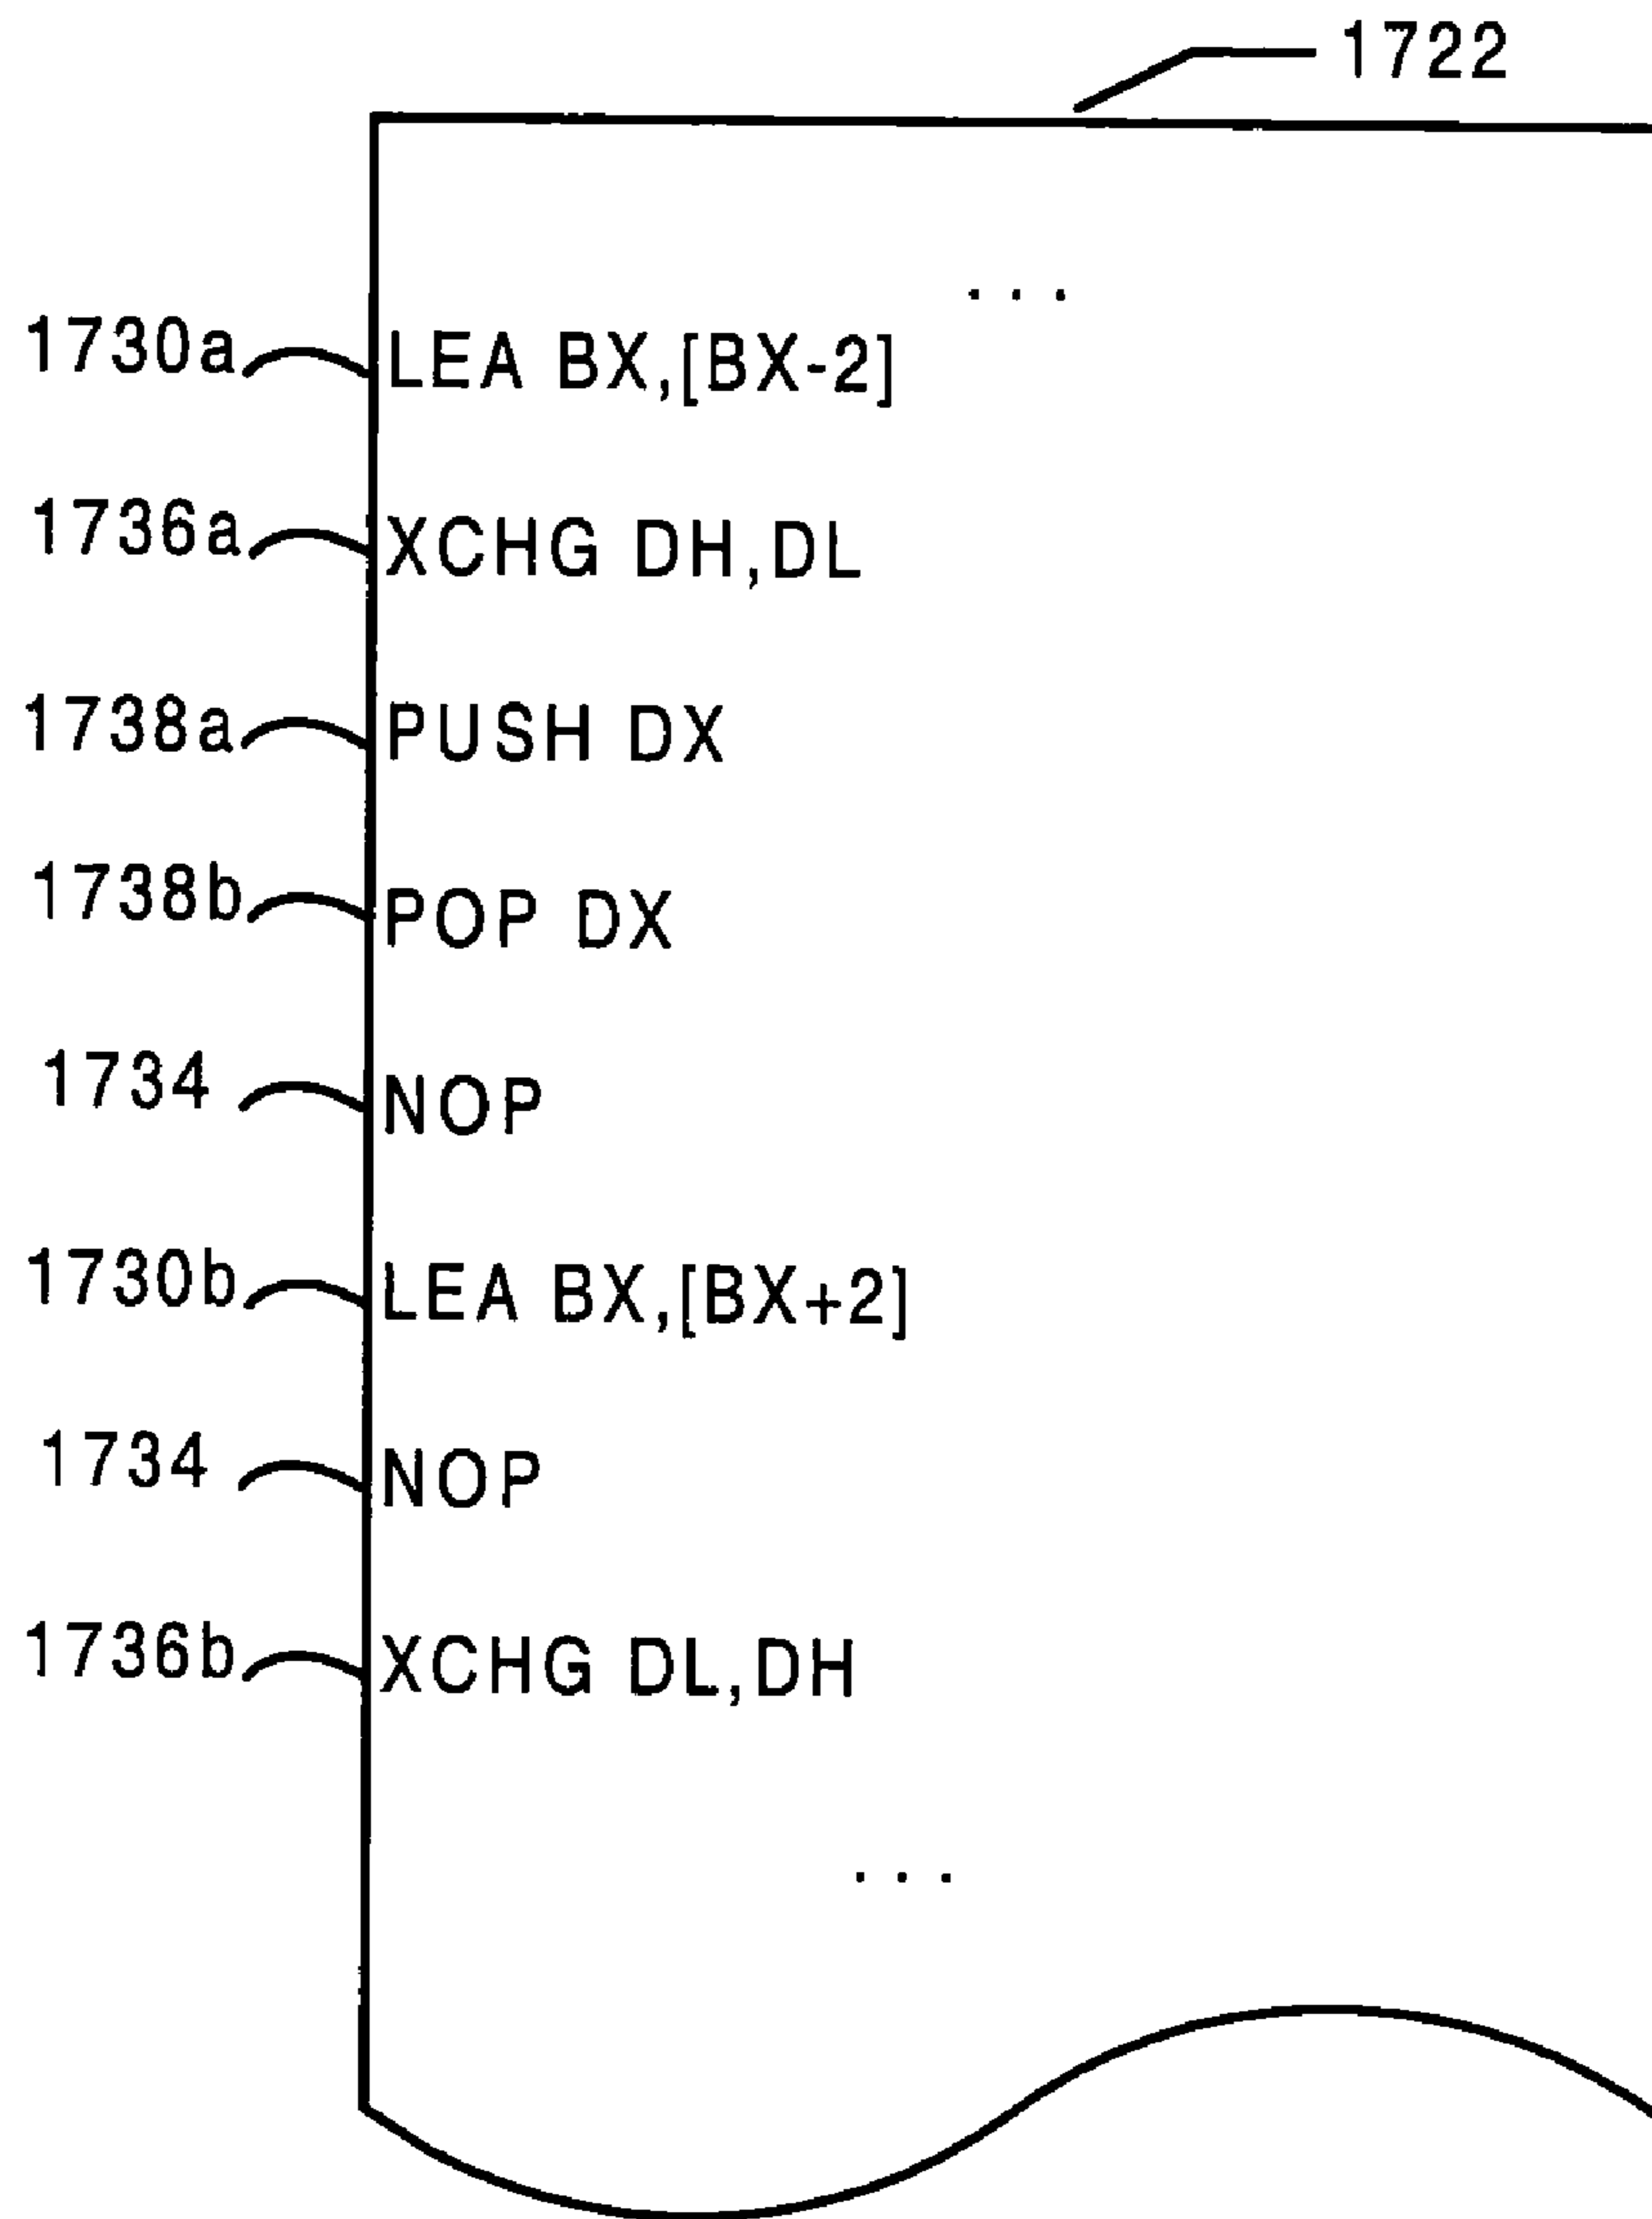 1722
...
1730a LEA BX,[BX-2]
1736a XCHG DH,DL
1738a PUSH DX
1738b POP DX
1734 NOP
1730b LEA BX,[BX+2]
1734 NOP
1736b XCHG DL,DH
...